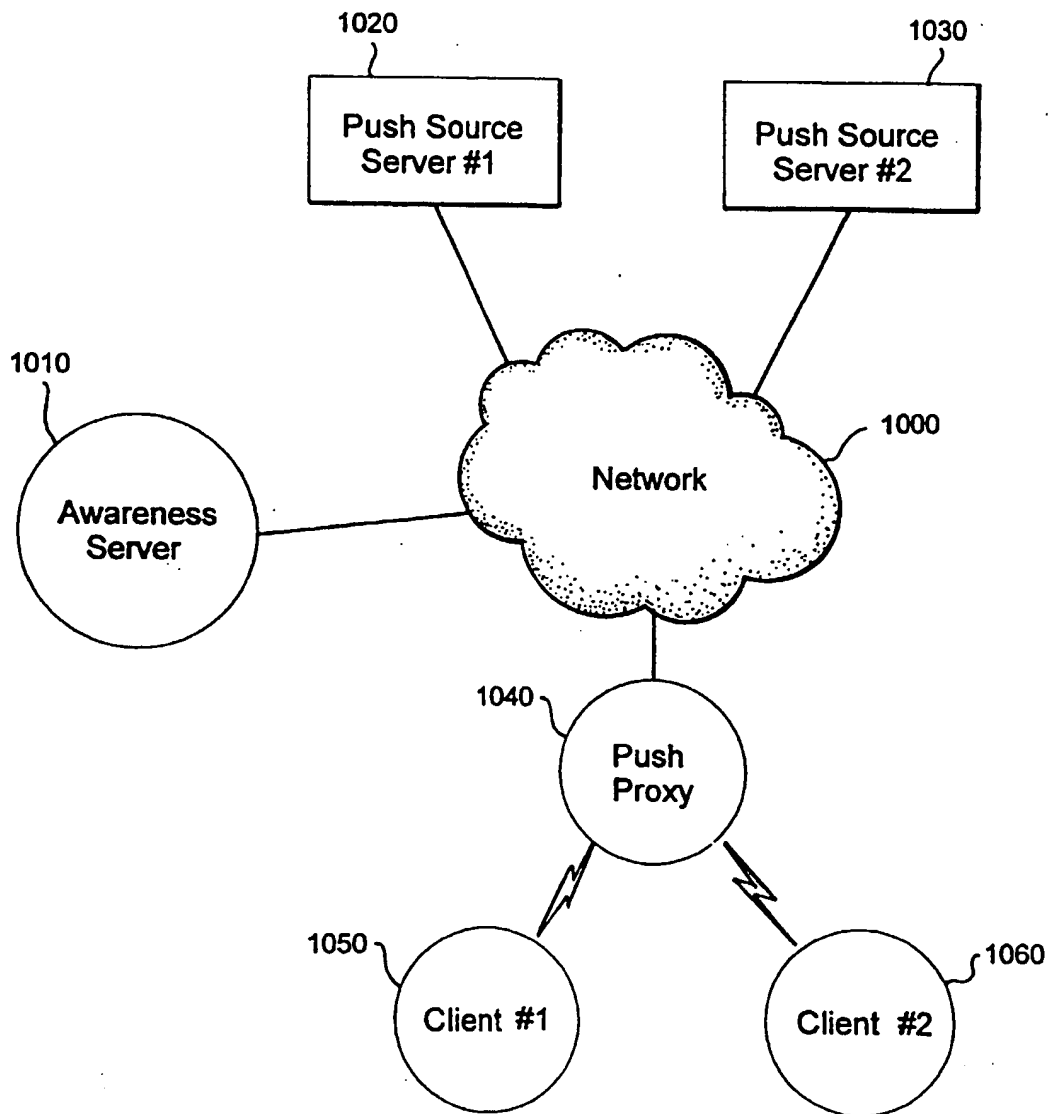 1020
1030
Push Source
Server #1
Push Source
Server #2
1010
1000
Network
Awareness
Server
1040
Push
Proxy
1050
1060
Client #1
Client #2